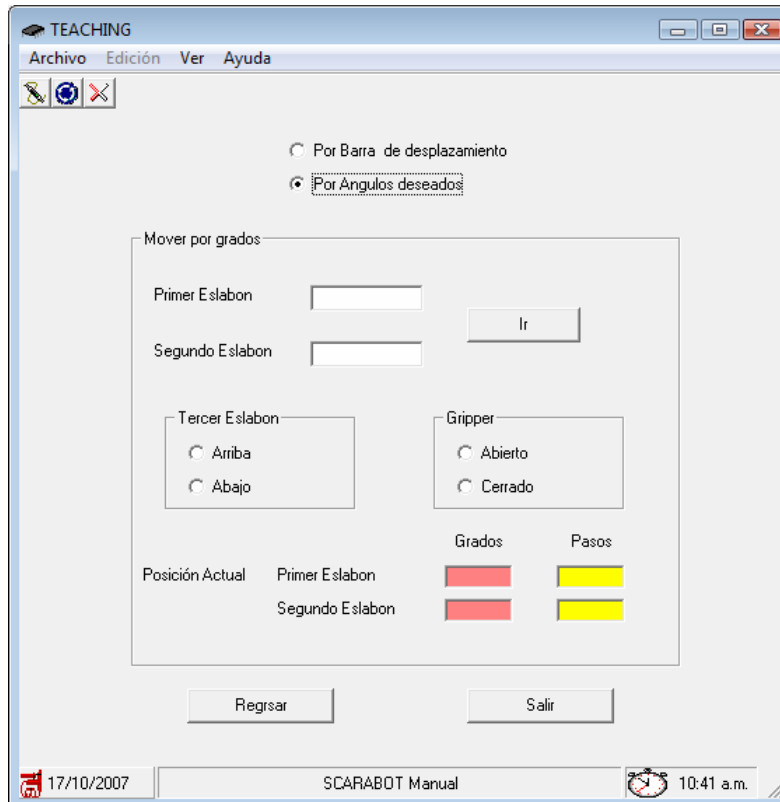 TEACHING
Archivo Edición Ver Ayuda
Por Barra de desplazamiento
Por Angulos deseados
Mover por grados
Primer Eslabon
Ir
Segundo Eslabon
Tercer Eslabon Gripper
Arriba Abierto
Abajo Cerrado
Grados Pasos
Posición Actual Primer Eslabon
Segundo Eslabon
Regrsar Salir
17/10/2007 SCARABOT Manual 10:41 a.m.